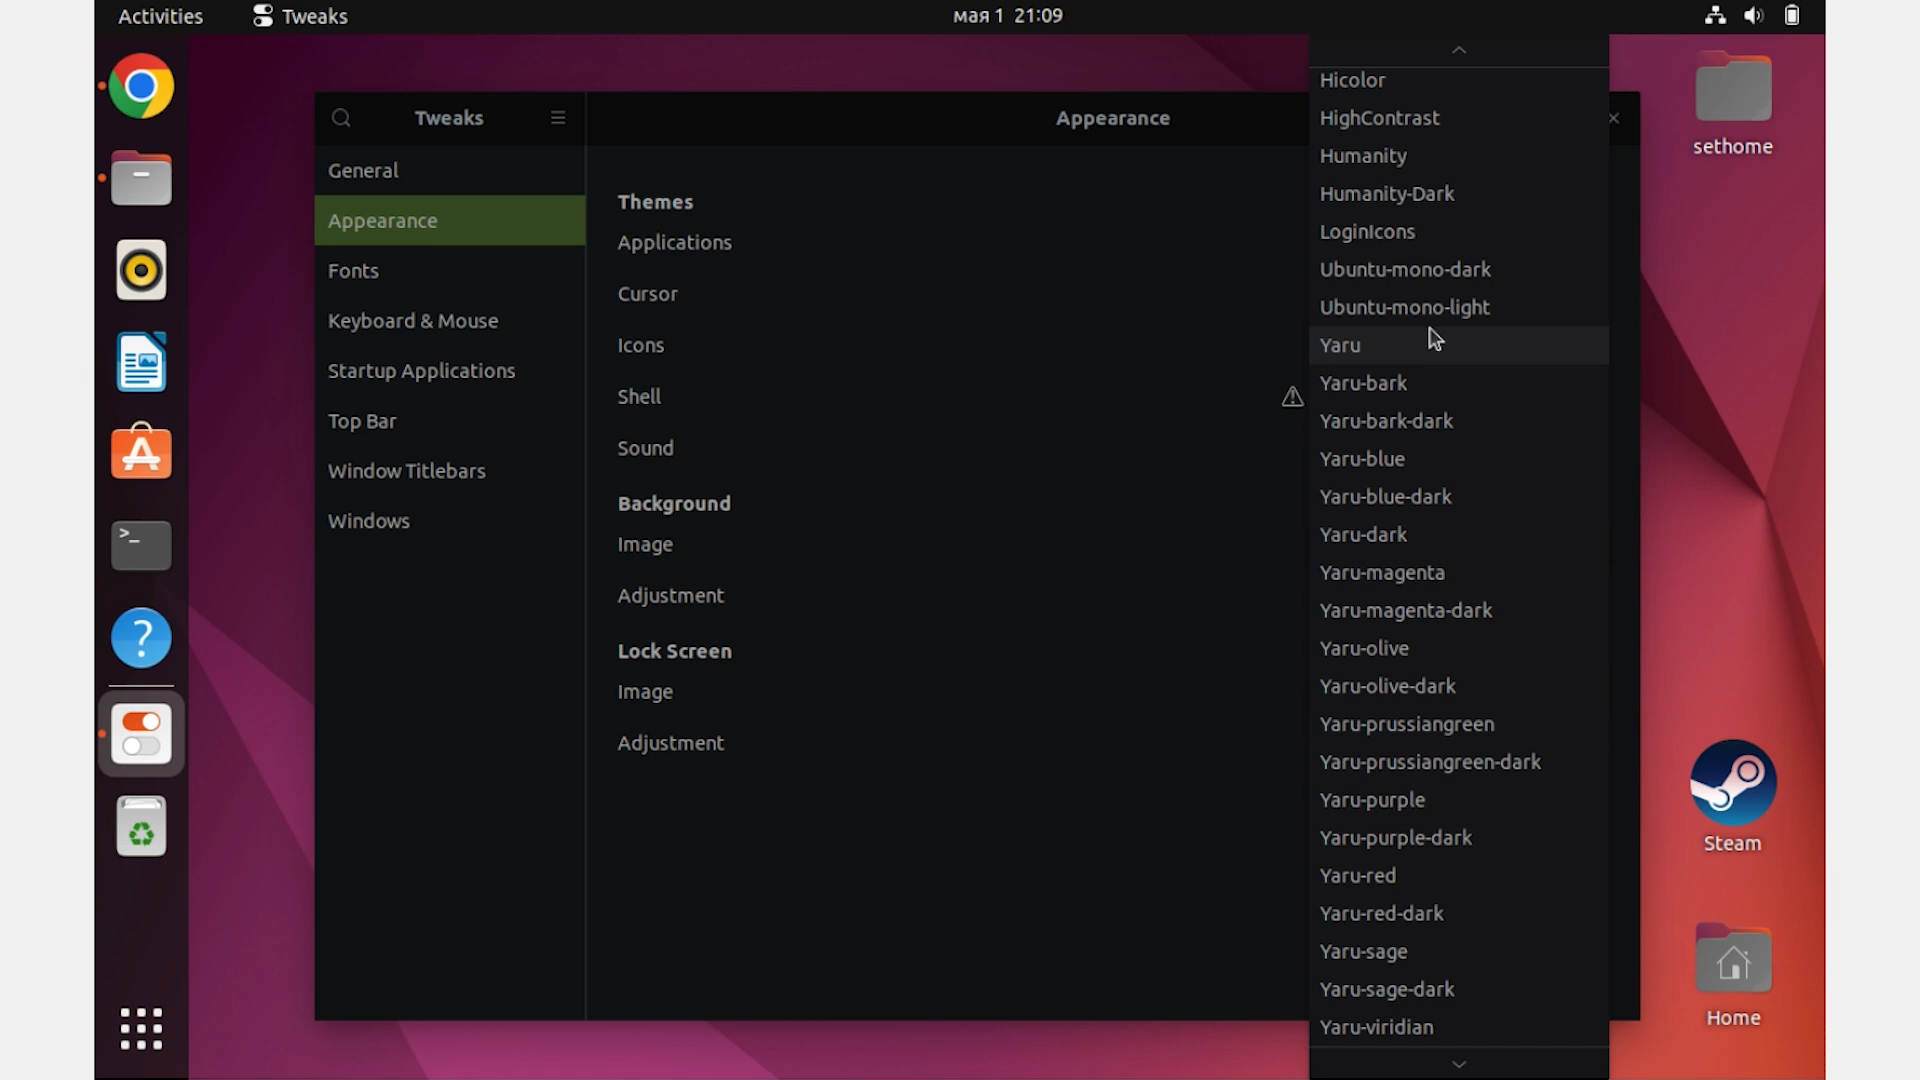 Activities
Tweaks
мая 1 21:09
Tweaks
Appearance
General
Appearance
Fonts
Keyboard & Mouse
Startup Applications
Top Bar
Window Titlebars
Windows
Themes
Applications
Cursor
Icons
Shell
Sound
Background
Image
Adjustment
Lock Screen
Image
Adjustment
Hicolor
HighContrast
Humanity
Humanity-Dark
LoginIcons
Ubuntu-mono-dark
Ubuntu-mono-light
Yaru
Yaru-bark
Yaru-bark-dark
Yaru-blue
Yaru-blue-dark
Yaru-dark
Yaru-magenta
Yaru-magenta-dark
Yaru-olive
Yaru-olive-dark
Yaru-prussiangreen
Yaru-prussiangreen-dark
Yaru-purple
Yaru-purple-dark
Yaru-red
Yaru-red-dark
Yaru-sage
Yaru-sage-dark
Yaru-viridian
sethome
Steam
Home